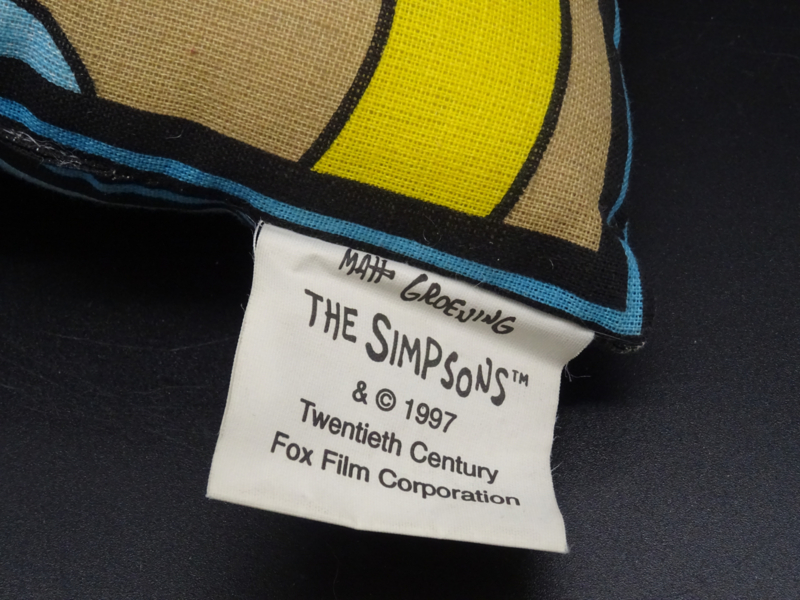 MATT GROENING
THE SIMPSONS™
& © 1997
Twentieth Century
Fox Film Corporation